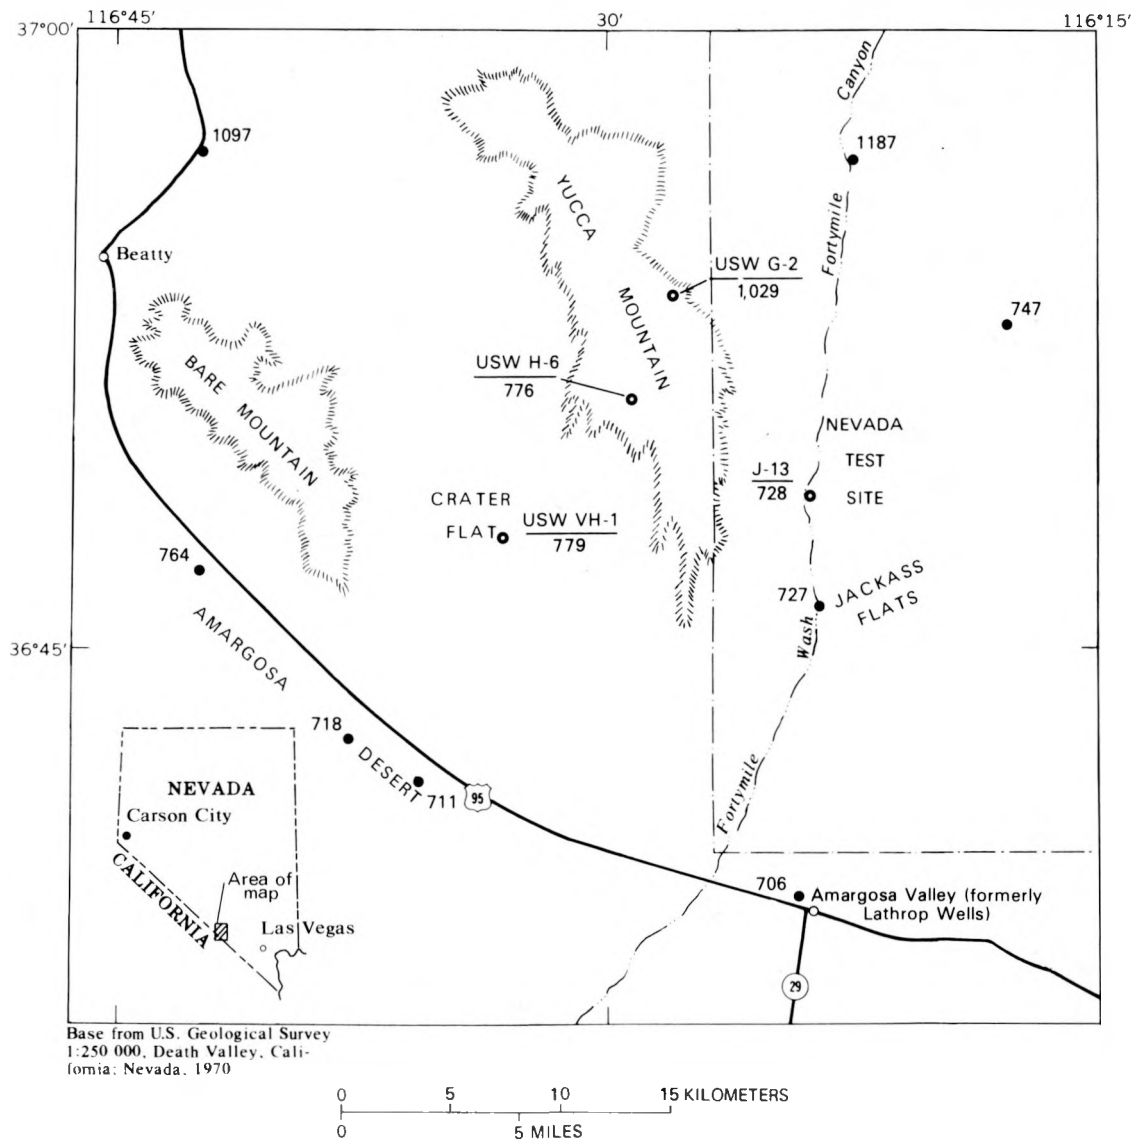 116°45'
30'
116°15'
37°00'
1097
Canyon
1187
YUCCA
Fortymile
Beatty
USW G-2
1,029
MOUNTAIN
747
USW H-6
776
BARE
MOUNTAIN
NEVADA
TEST
SITE
J-13
728
CRATER
FLAT
USW VH-1
779
764
727
JACKASS
FLATS
AMARGOSA
Wash
36°45'
718
DESERT
711
95
Fortymile
NEVADA
Carson City
CALIFORNIA
Area of
map
Las Vegas
706
Amargosa Valley (formerly
Lathrop Wells)
29
Base from U.S. Geological Survey
1:250 000, Death Valley, Cali-
fornia; Nevada, 1970
0 5 10 15 KILOMETERS
0 5 MILES